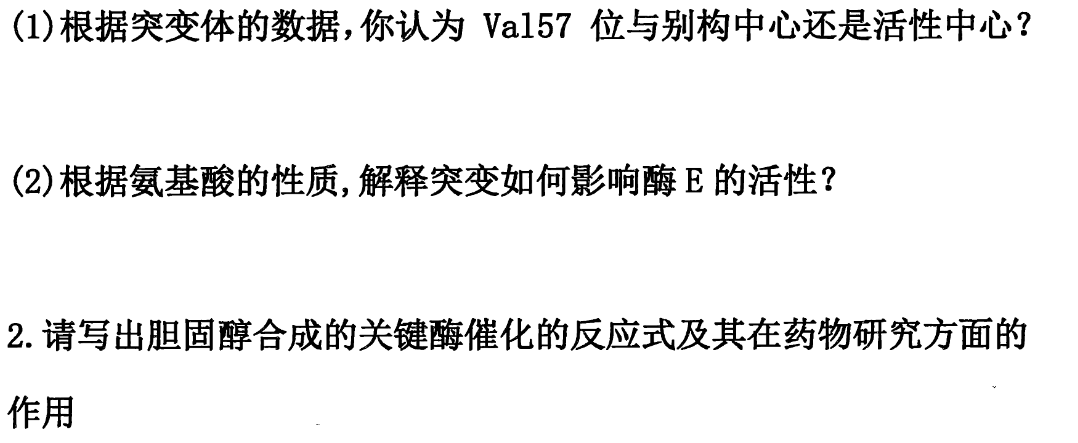 (1)根据突变体的数据,你认为 Val57 位与别构中心还是活性中心?
(2)根据氨基酸的性质,解释突变如何影响酶 E 的活性?
2.请写出胆固醇合成的关键酶催化的反应式及其在药物研究方面的
作用